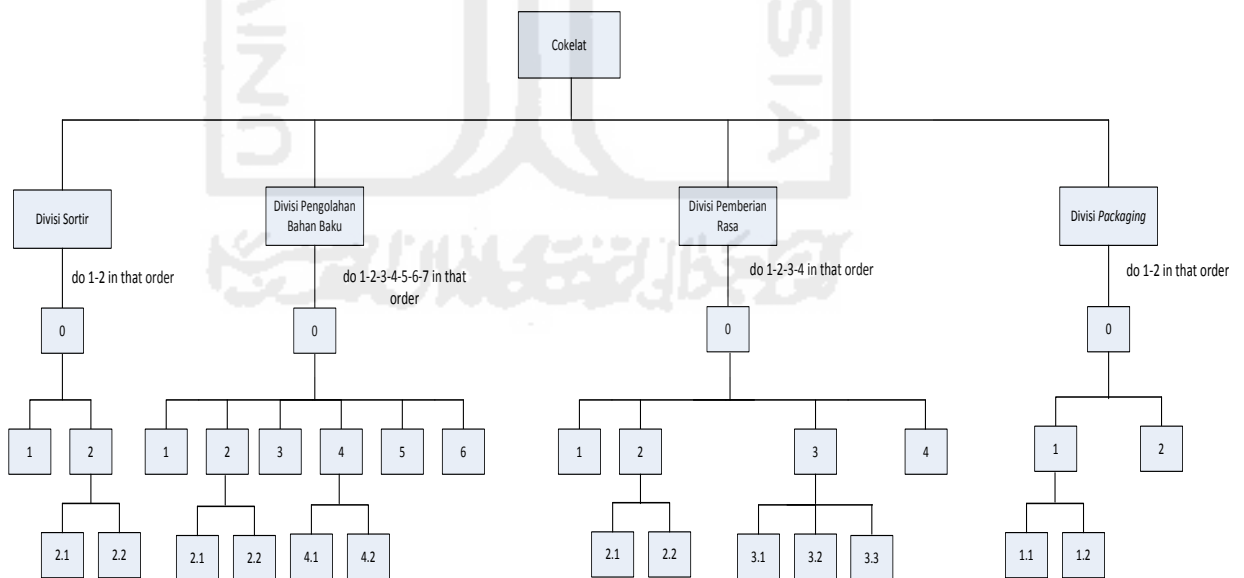 Cokelat
Divisi Sortir
Divisi Pengolahan
Bahan Baku
Divisi Pemberian
Rasa
Divisi Packaging
do 1-2 in that order
do 1-2-3-4-5-6-7 in that
order
do 1-2-3-4 in that order
do 1-2 in that order
0
0
0
0
1
2
1
2
3
4
5
6
1
2
3
4
1
2
2.1
2.2
2.1
2.2
4.1
4.2
2.1
2.2
3.1
3.2
3.3
1.1
1.2